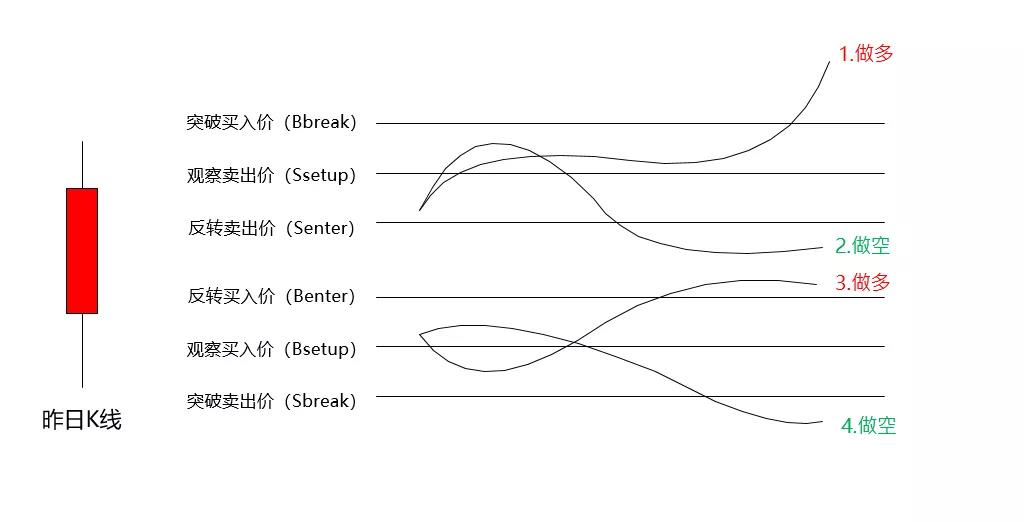 1.做多
突破买入价（Bbreak）
观察卖出价（Ssetup）
反转卖出价（Senter）
2.做空
3.做多
反转买入价（Benter）
观察买入价（Bsetup）
突破卖出价（Sbreak）
昨日K线
4.做空